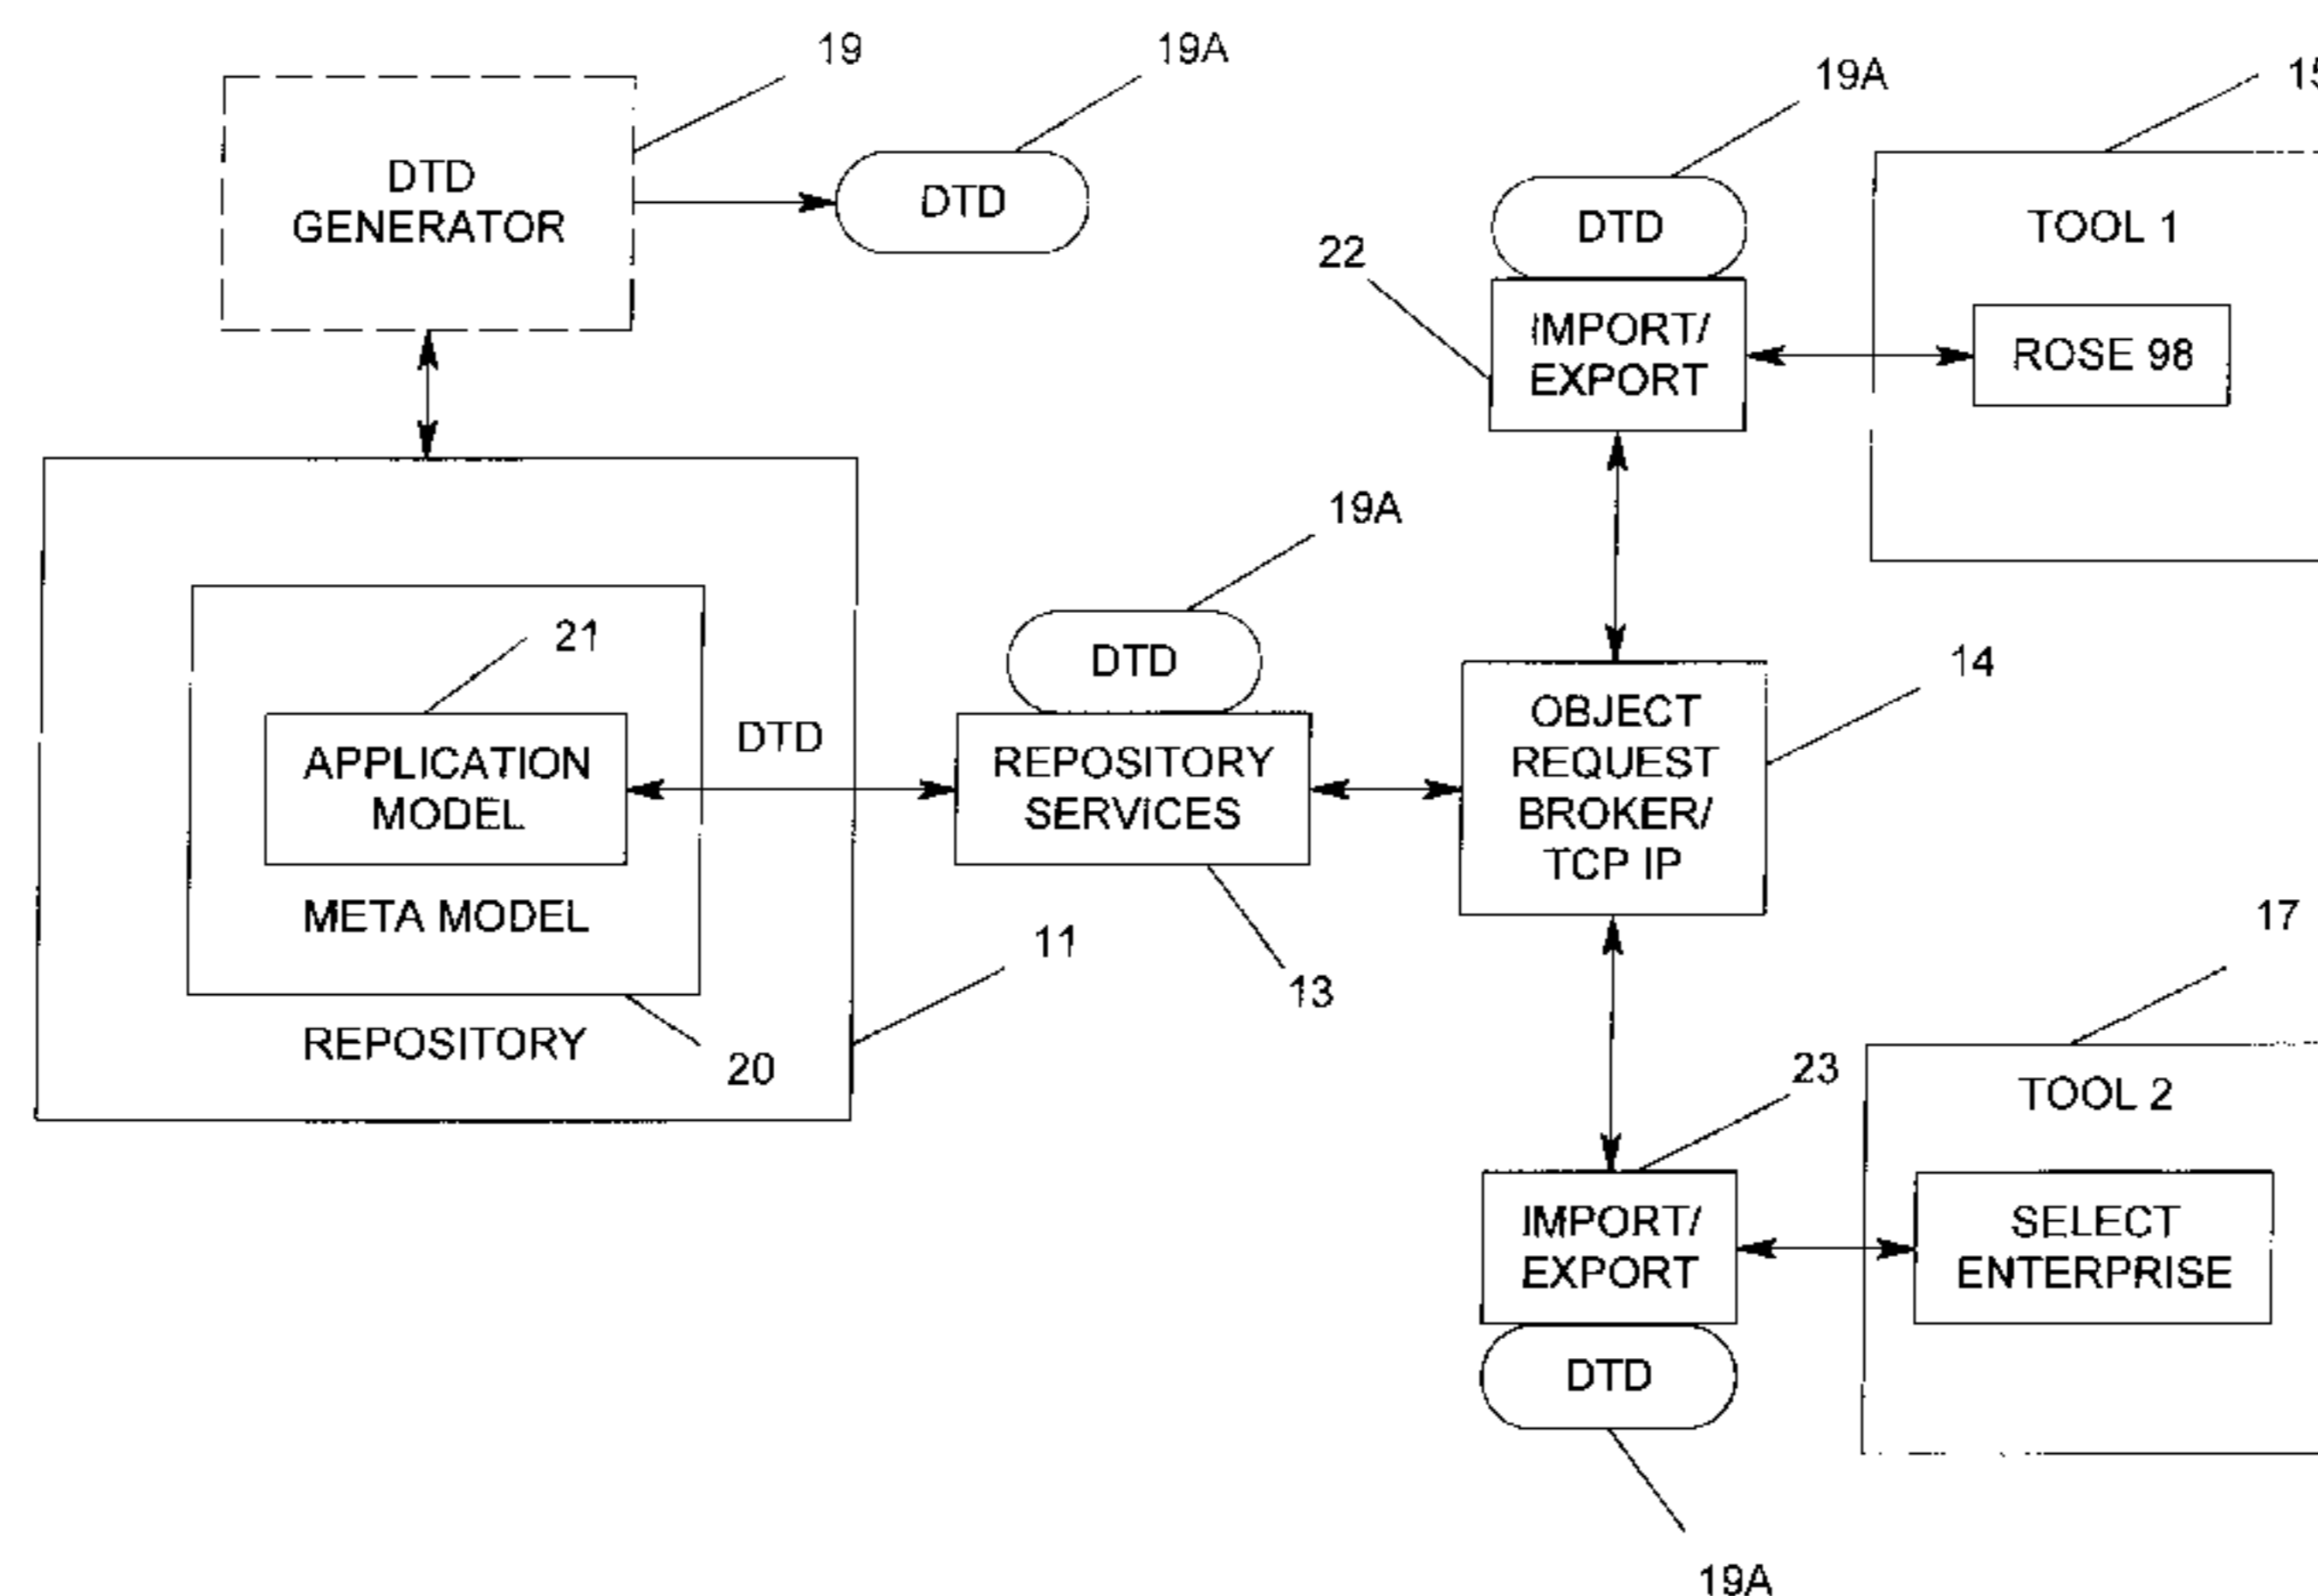 19
19A
19A
15
DTD
GENERATOR
DTD
DTD
TOOL 1
22
IMPORT/
EXPORT
ROSE 98
19A
21
DTD
14
APPLICATION
MODEL
DTD
REPOSITORY
SERVICES
OBJECT
REQUEST
BROKER/
TCP IP
META MODEL
11
17
13
REPOSITORY
20
23
TOOL 2
IMPORT/
EXPORT
SELECT
ENTERPRISE
DTD
19A